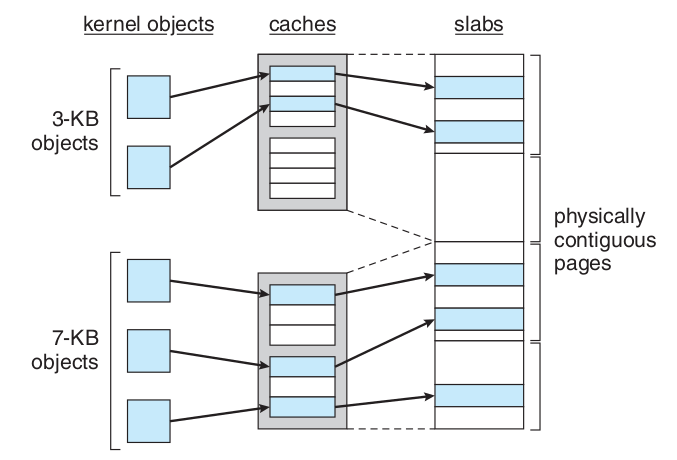 kernel objects
caches
slabs
3-KB
objects
physically
contiguous
pages
7-KB
objects